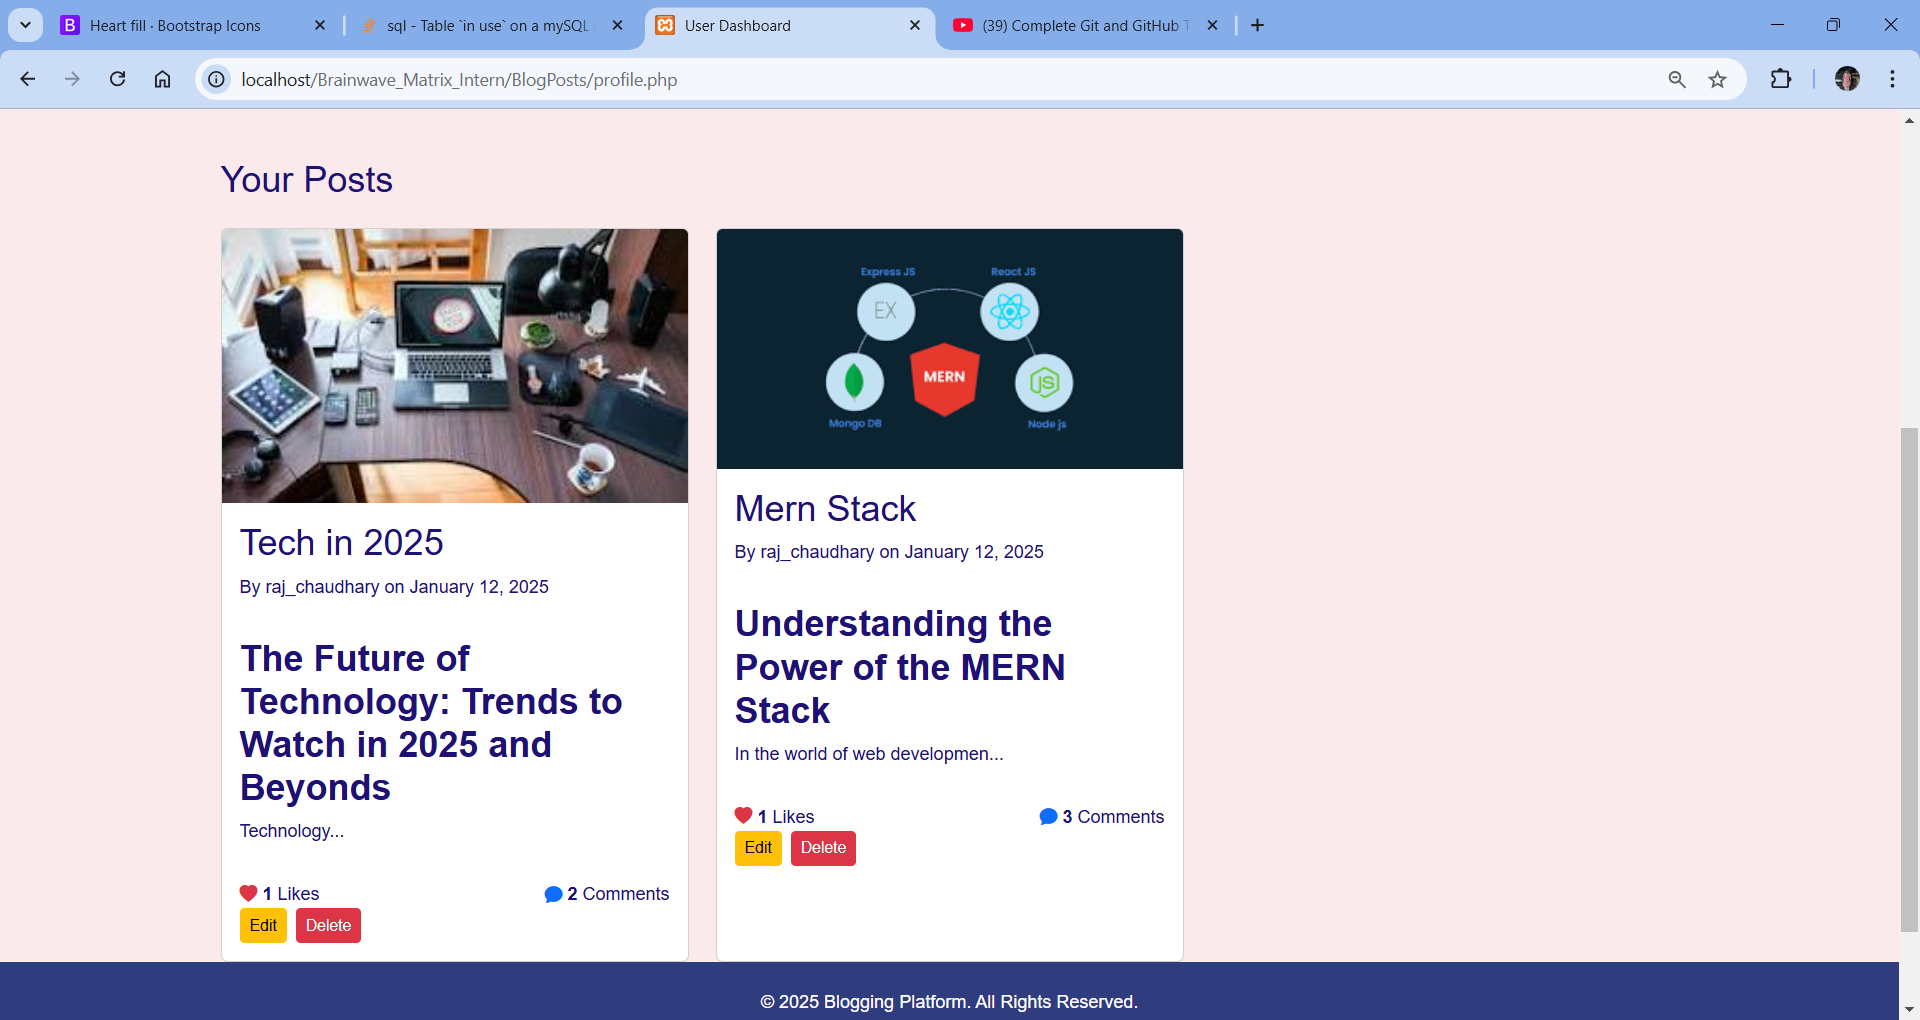 Heart fill · Bootstrap Icons
sql - Table `in use` on a mySQL
User Dashboard
(39) Complete Git and GitHub T
localhost/Brainwave_Matrix_Intern/BlogPosts/profile.php
Your Posts
Express JS
React JS
EX
MERN
JS
Mongo DB
Node js
Tech in 2025
By raj_chaudhary on January 12, 2025
The Future of
Technology: Trends to
Watch in 2025 and
Beyonds
Technology...
1 Likes
2 Comments
Edit
Delete
Mern Stack
By raj_chaudhary on January 12, 2025
Understanding the
Power of the MERN
Stack
In the world of web developmen...
1 Likes
3 Comments
Edit
Delete
© 2025 Blogging Platform. All Rights Reserved.